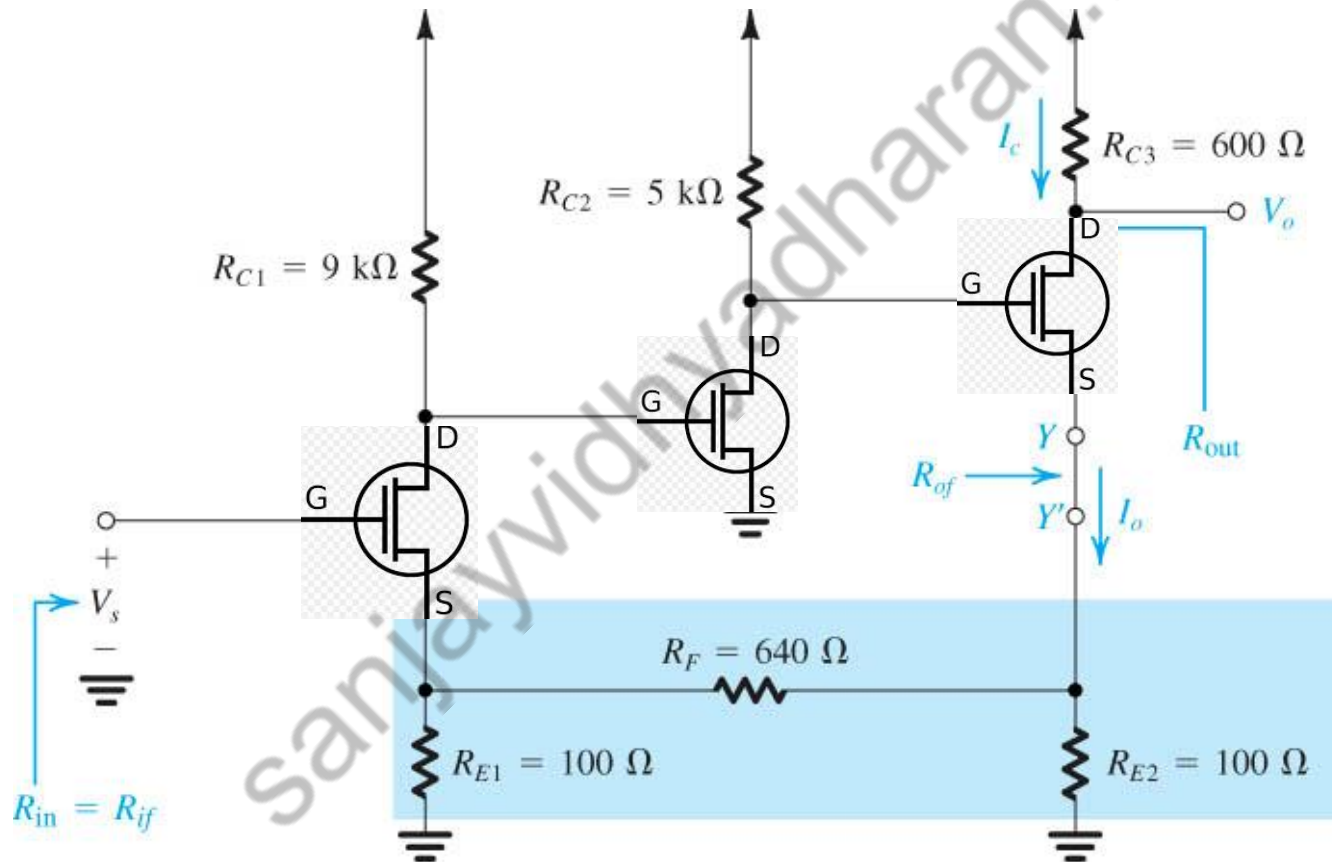 sanjayvidhyadharan.
I_c
R_C3 = 600 Ω
R_C2 = 5 kΩ
V_o
D
R_C1 = 9 kΩ
G
D
S
G
D
Y
R_out
R_of
G
S
Y'
I_o
+
V_s
−
S
R_F = 640 Ω
R_E1 = 100 Ω
R_E2 = 100 Ω
R_in = R_if